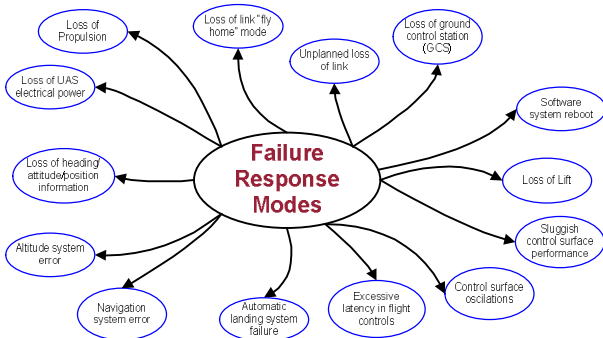 Loss of
Propulsion
Loss of link "fly
home" mode
Unplanned loss
of link
Loss of ground
control station
(GCS)
Loss of UAS
electrical power
Software
system reboot
Failure
Response
Modes
Loss of heading/
attitude/position
information
Loss of Lift
Sluggish
control surface
performance
Altitude system
error
Navigation
system error
Automatic
landing system
failure
Excessive
latency in flight
controls
Control surface
oscilations